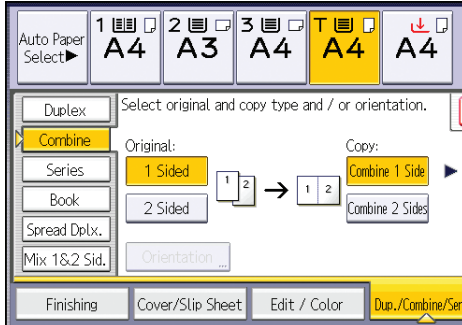 Auto Paper
Select▶
1
A4
2
A3
3
A4
T
A4
A4
Duplex
Combine
Series
Book
Spread Dplx.
Mix 1&2 Sid.
Select original and copy type and / or orientation.
Original:
1 Sided
2 Sided
1 2 → 1 2
Copy:
Combine 1 Side
Combine 2 Sides
Orientation
Finishing
Cover/Slip Sheet
Edit / Color
Dup./Combine/Ser